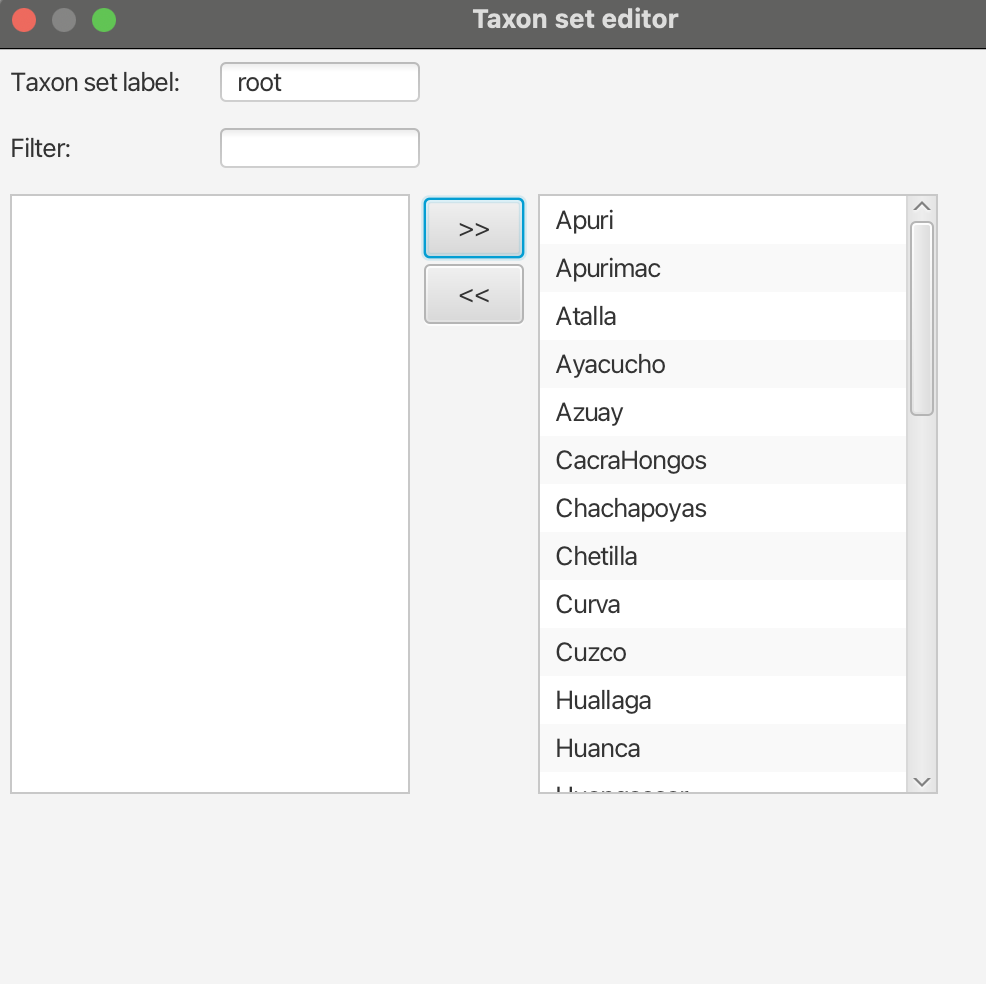 Taxon set editor
Taxon set label: root
Filter:
>>
<<
Apuri
Apurimac
Atalla
Ayacucho
Azuay
CacraHongos
Chachapoyas
Chetilla
Curva
Cuzco
Huallaga
Huanca